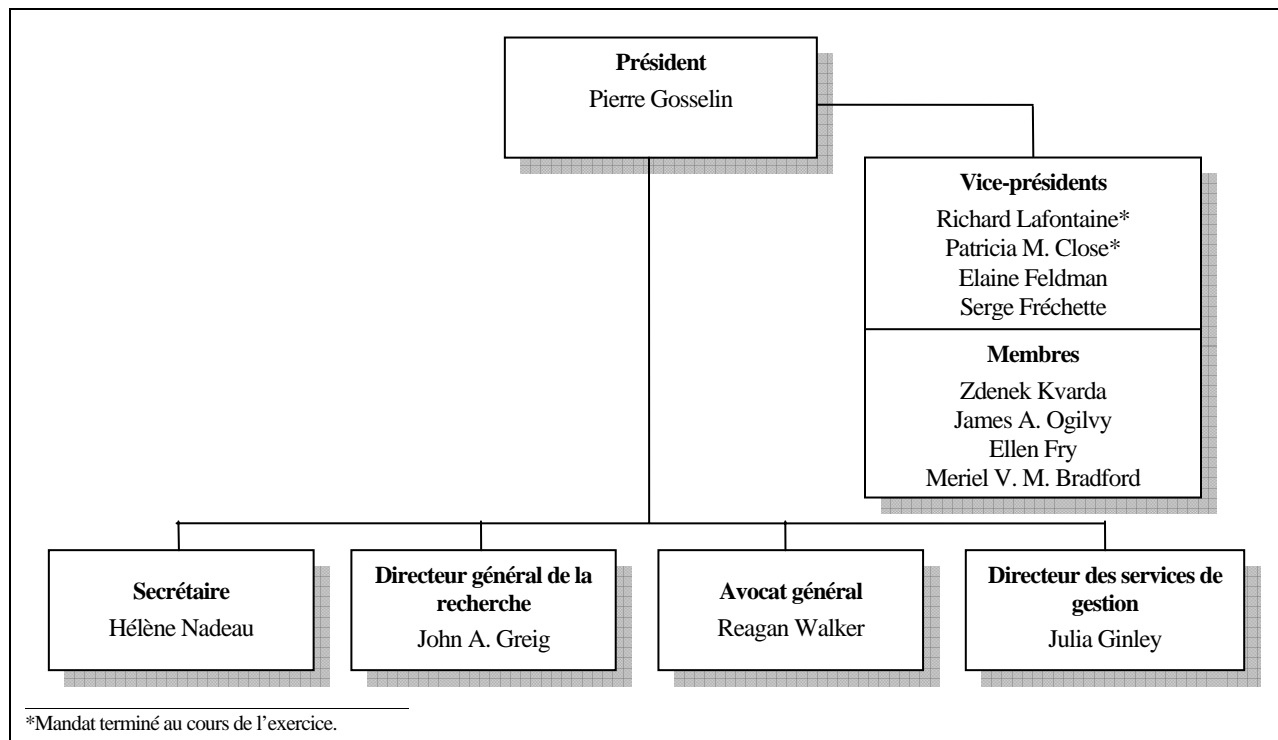 Président
Pierre Gosselin
Vice-présidents
Richard Lafontaine*
Patricia M. Close*
Elaine Feldman
Serge Fréchette
Membres
Zdenek Kvarda
James A. Ogilvy
Ellen Fry
Meriel V. M. Bradford
Secrétaire
Hélène Nadeau
Directeur général de la
recherche
John A. Greig
Avocat général
Reagan Walker
Directeur des services de
gestion
Julia Ginley
*Mandat terminé au cours de l’exercice.